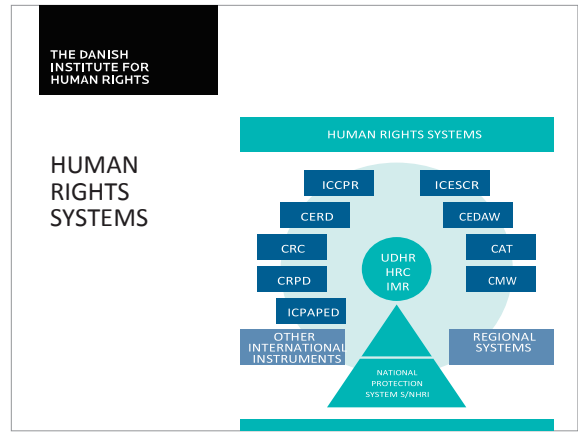 THE DANISH
INSTITUTE FOR
HUMAN RIGHTS
HUMAN
RIGHTS
SYSTEMS
HUMAN RIGHTS SYSTEMS
ICCPR
ICESCR
CERD
CEDAW
CRC
CAT
CRPD
CMW
ICPAPED
UDHR
HRC
IMR
OTHER
INTERNATIONAL
INSTRUMENTS
REGIONAL
SYSTEMS
NATIONAL
PROTECTION
SYSTEM S/NHRI